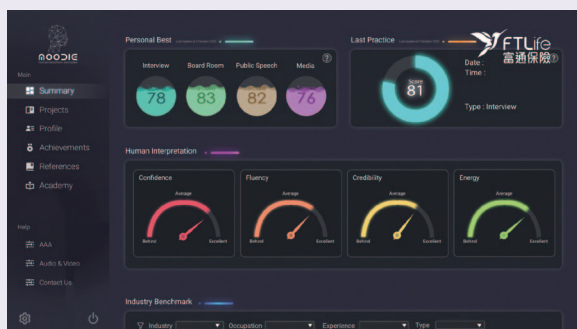 MOODIE
Main
Summary
Projects
Profile
Achievements
References
Academy
Help
AAA
Audio & Video
Contact Us
Personal Best
Interview
Board Room
Public Speech
Media
78
83
82
76
?
Last Practice
FTLife
富通保險
?
Score
81
Date :
Time :
Type : Interview
Human Interpretation
Confidence
Average
Behind
Excellent
Fluency
Average
Behind
Excellent
Credibility
Average
Behind
Excellent
Energy
Average
Behind
Excellent
Industry Benchmark
Industry
Occupation
Experience
Type